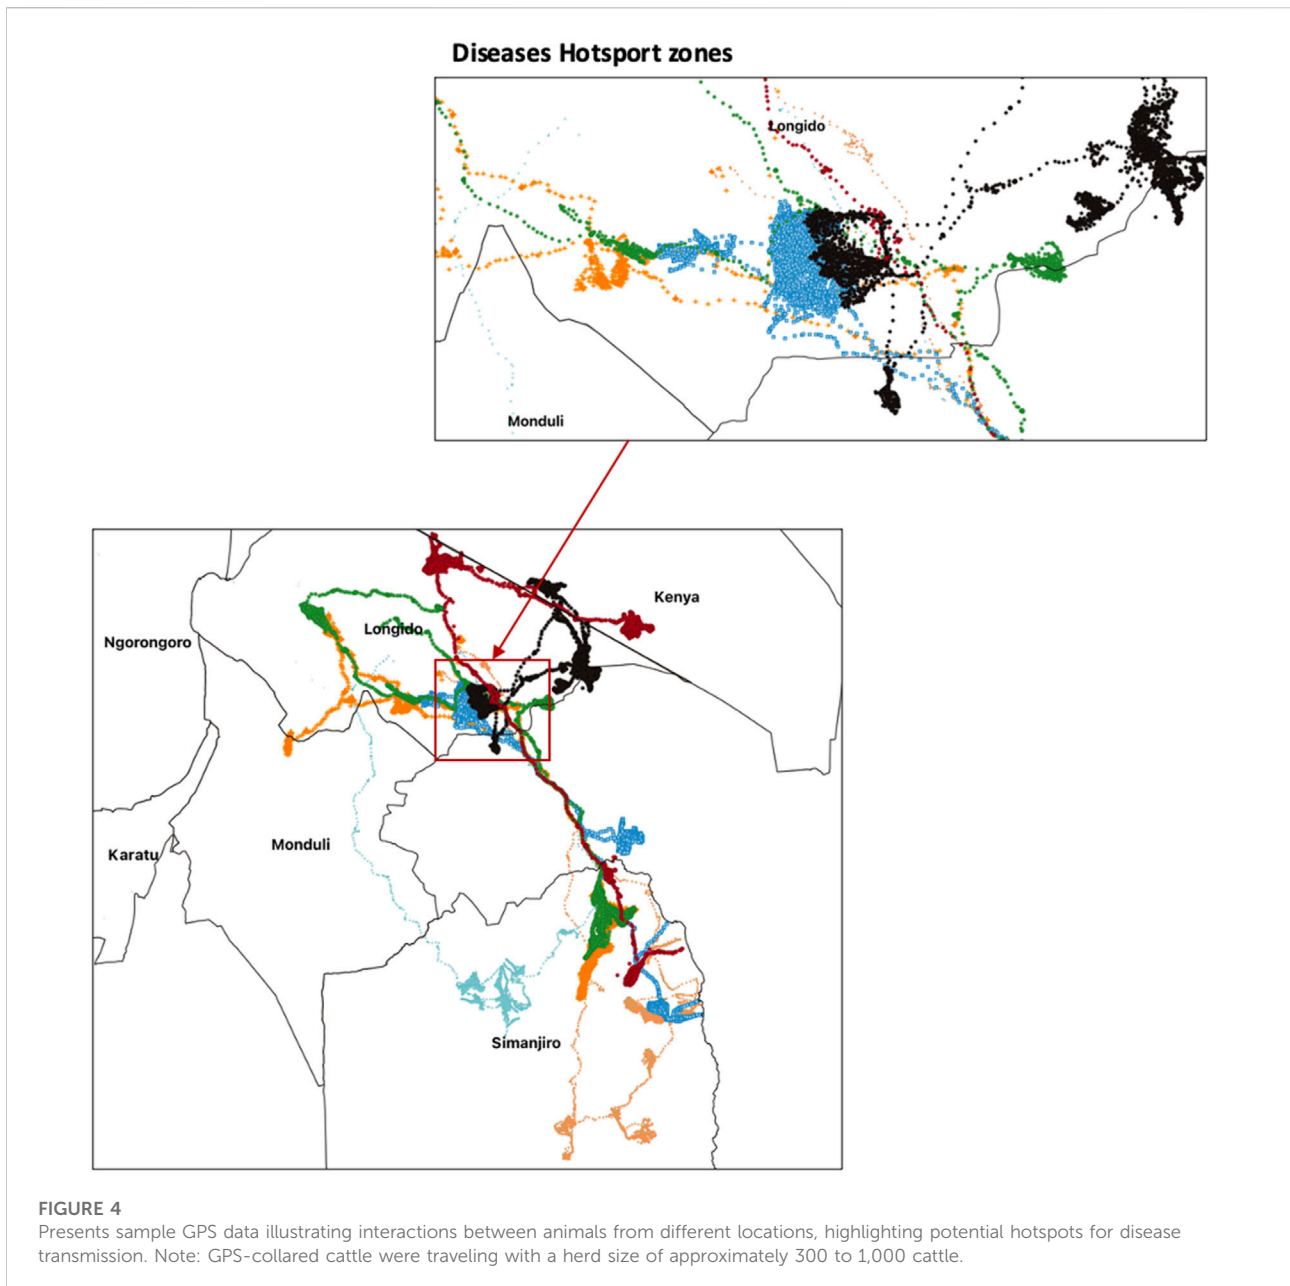 Diseases Hotsport zones
Longido
Monduli
Kenya
Ngorongoro
Longido
Karatu
Monduli
Simanjiro
FIGURE 4
Presents sample GPS data illustrating interactions between animals from different locations, highlighting potential hotspots for disease
transmission. Note: GPS-collared cattle were traveling with a herd size of approximately 300 to 1,000 cattle.